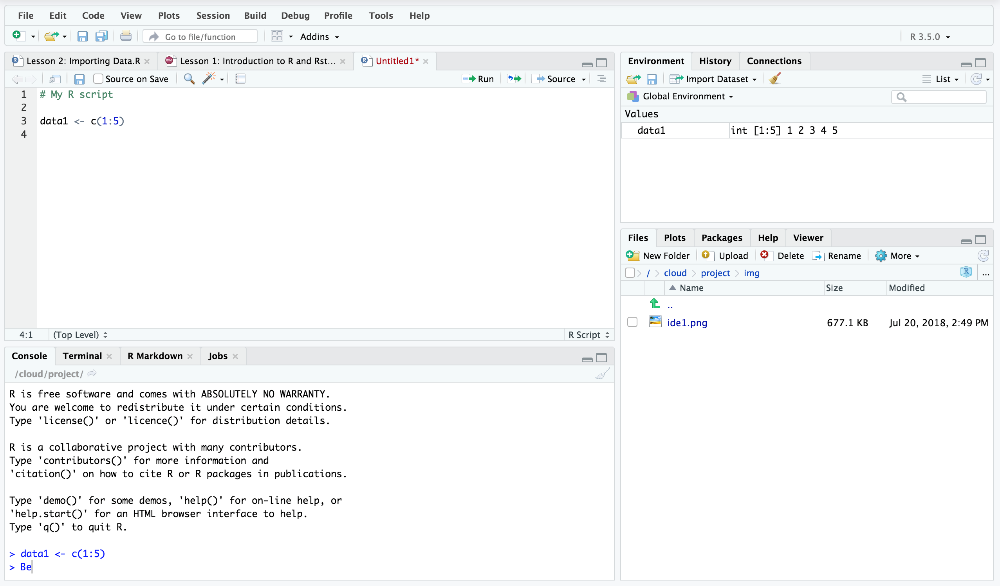 File Edit Code View Plots Session Build Debug Profile Tools Help
Go to file/function Addins R 3.5.0
Lesson 2: Importing Data.R Lesson 1: Introduction to R and Rst... Untitled1*
Source on Save Run Source
1 # My R script
2
3 data1 <- c(1:5)
4
4:1 (Top Level) R Script
Console Terminal R Markdown Jobs
/cloud/project/
R is free software and comes with ABSOLUTELY NO WARRANTY.
You are welcome to redistribute it under certain conditions.
Type 'license()' or 'licence()' for distribution details.
R is a collaborative project with many contributors.
Type 'contributors()' for more information and
'citation()' on how to cite R or R packages in publications.
Type 'demo()' for some demos, 'help()' for on-line help, or
'help.start()' for an HTML browser interface to help.
Type 'q()' to quit R.
> data1 <- c(1:5)
> Be
Environment History Connections
Import Dataset List
Global Environment
Values
data1 int [1:5] 1 2 3 4 5
Files Plots Packages Help Viewer
New Folder Upload Delete Rename More
/ cloud project img R ...
Name Size Modified
..
ide1.png 677.1 KB Jul 20, 2018, 2:49 PM